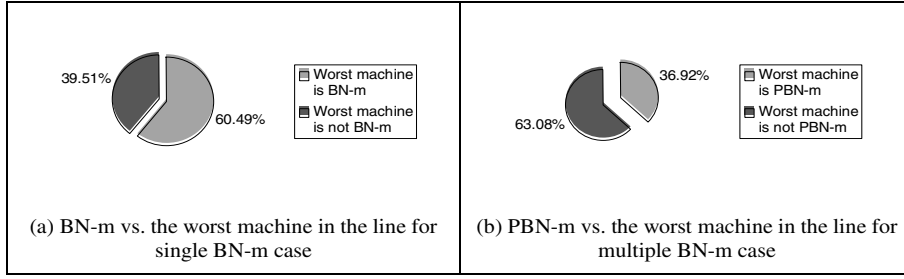 39.51%
60.49%
Worst machine
is BN-m
Worst machine
is not BN-m
(a) BN-m vs. the worst machine in the line for
single BN-m case
36.92%
63.08%
Worst machine
is PBN-m
Worst machine
is not PBN-m
(b) PBN-m vs. the worst machine in the line for
multiple BN-m case